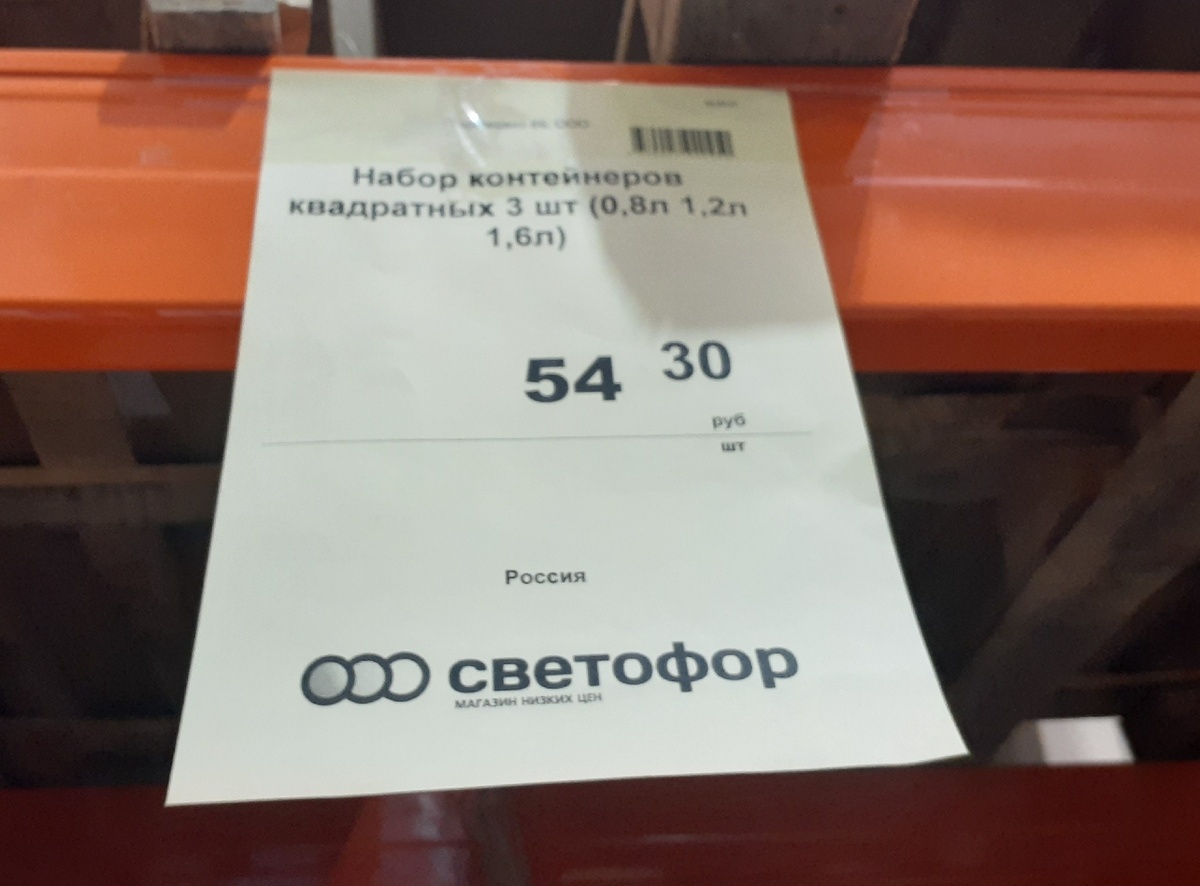 ООО
Набор контейнеров
квадратных 3 шт (0,8л 1,2л
1,6л)
54 30
руб
шт
Россия
светофор
МАГАЗИН НИЗКИХ ЦЕН